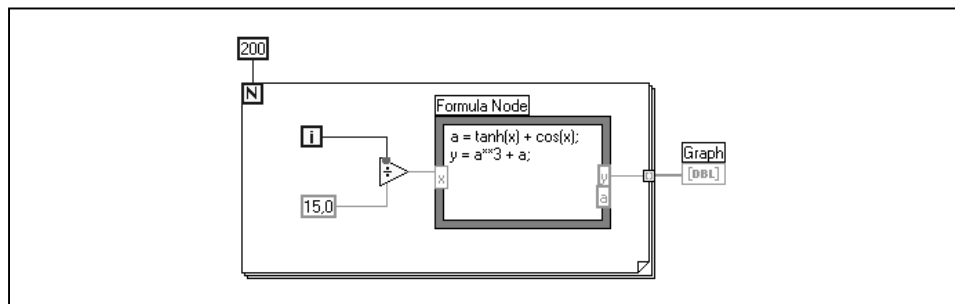 200
N
Formula Node
i
a = tanh(x) + cos(x);
y = a**3 + a;
Graph
÷
x
y
[DBL]
a
15,0